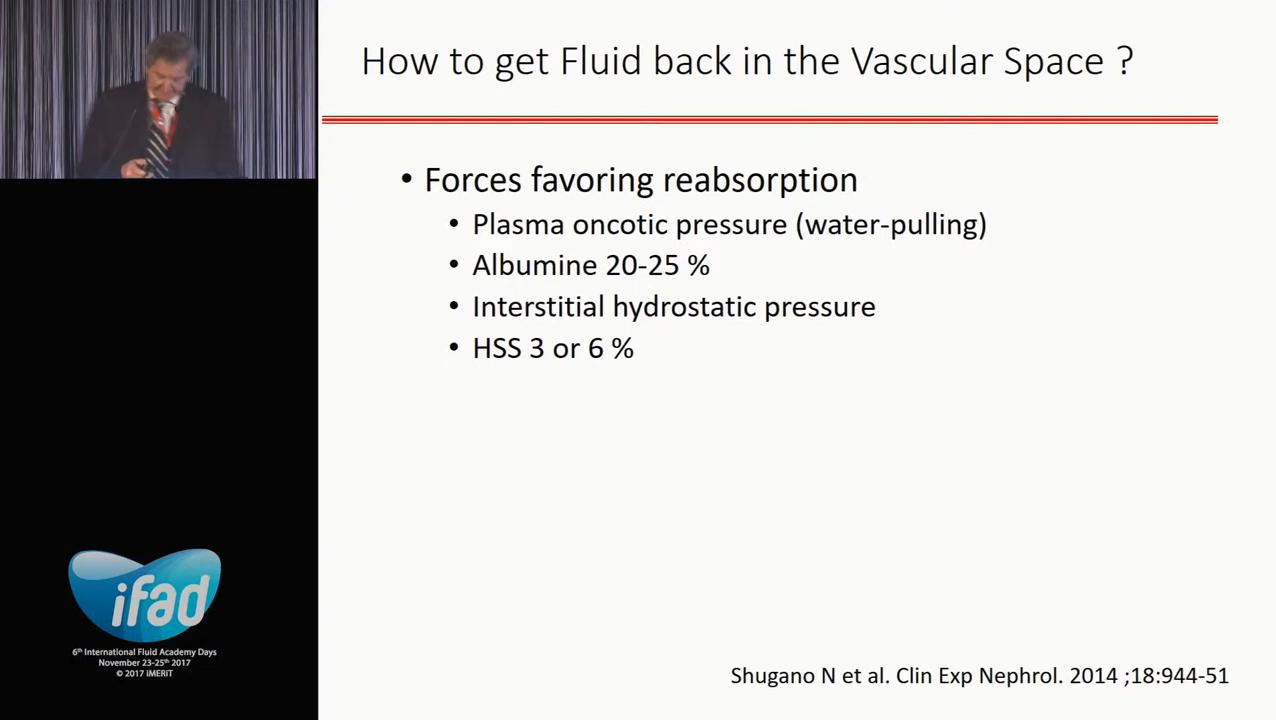 How to get Fluid back in the Vascular Space ?
• Forces favoring reabsorption
• Plasma oncotic pressure (water-pulling)
• Albumine 20-25 %
• Interstitial hydrostatic pressure
• HSS 3 or 6 %
ifad
6th International Fluid Academy Days
November 23-25th 2017
© 2017 iMERIT
Shugano N et al. Clin Exp Nephrol. 2014 ;18:944-51